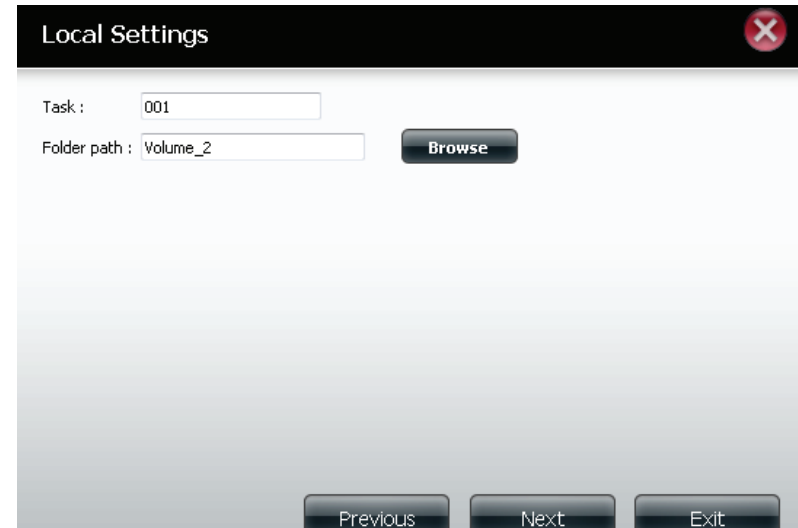 Local Settings
Task : 001
Folder path : Volume_2 Browse
Previous Next Exit